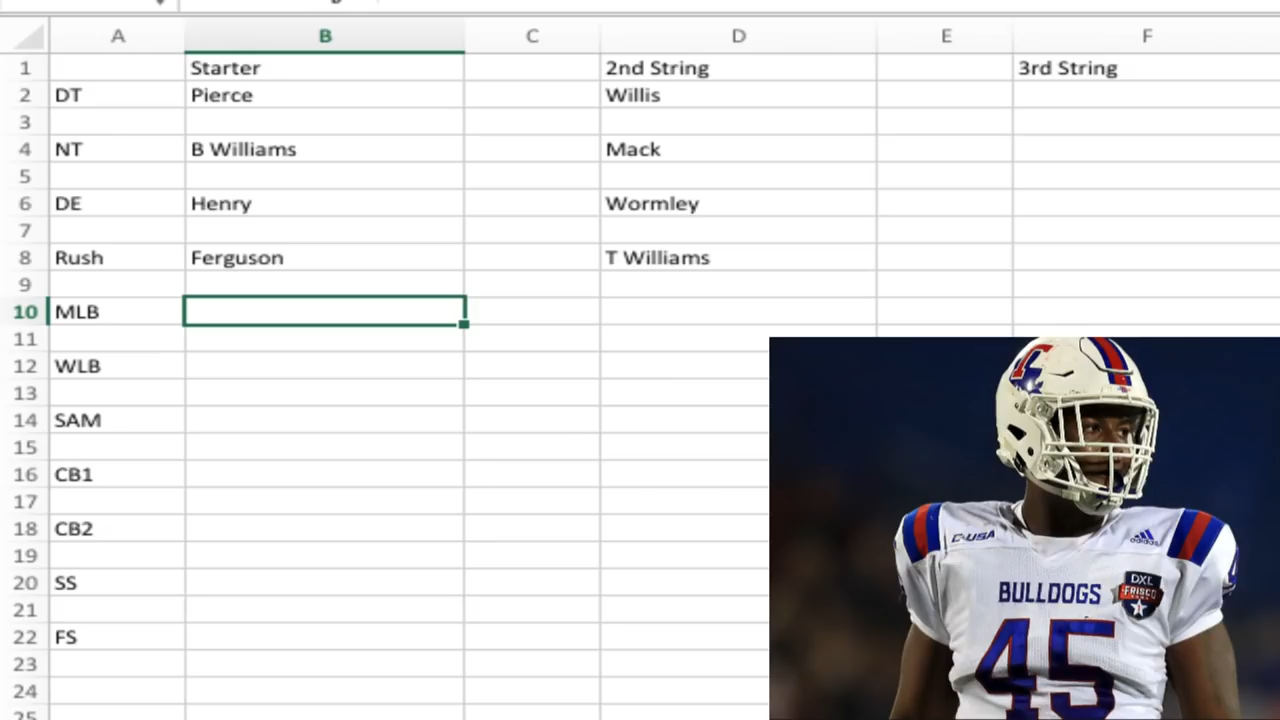 A B C D E F
1 Starter 2nd String 3rd String
2 DT Pierce Willis
3
4 NT B Williams Mack
5
6 DE Henry Wormley
7
8 Rush Ferguson T Williams
9
10 MLB
11
12 WLB
13
14 SAM
15
16 CB1
17
18 CB2
19
20 SS
21
22 FS
23
24
25
C-USA
adidas
DXL
FRISCO
BULLDOGS
45